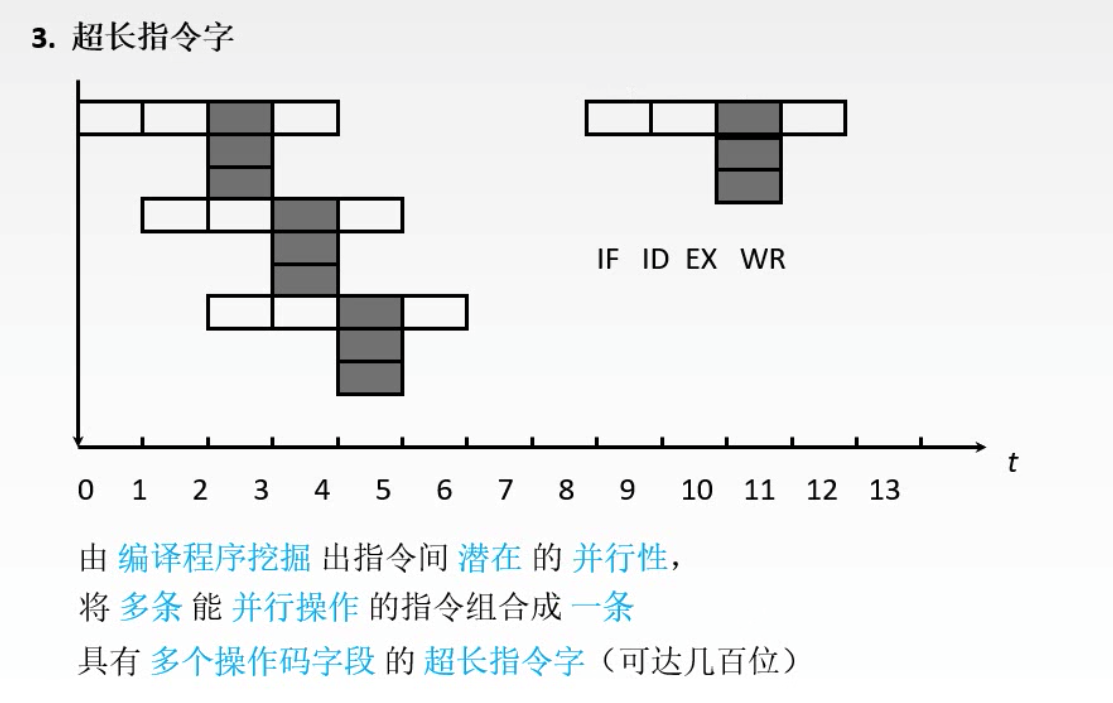 3. 超长指令字
IF ID EX WR
t
0 1 2 3 4 5 6 7 8 9 10 11 12 13
由 编译程序挖掘 出指令间 潜在 的 并行性，
将 多条 能 并行操作 的指令组合成 一条
具有 多个操作码字段 的 超长指令字（可达几百位）